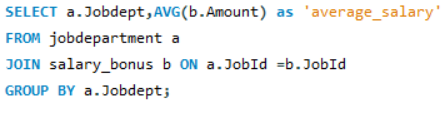 SELECT a.Jobdept,AVG(b.Amount) as 'average_salary'
FROM jobdepartment a
JOIN salary_bonus b ON a.JobId =b.JobId
GROUP BY a.Jobdept;